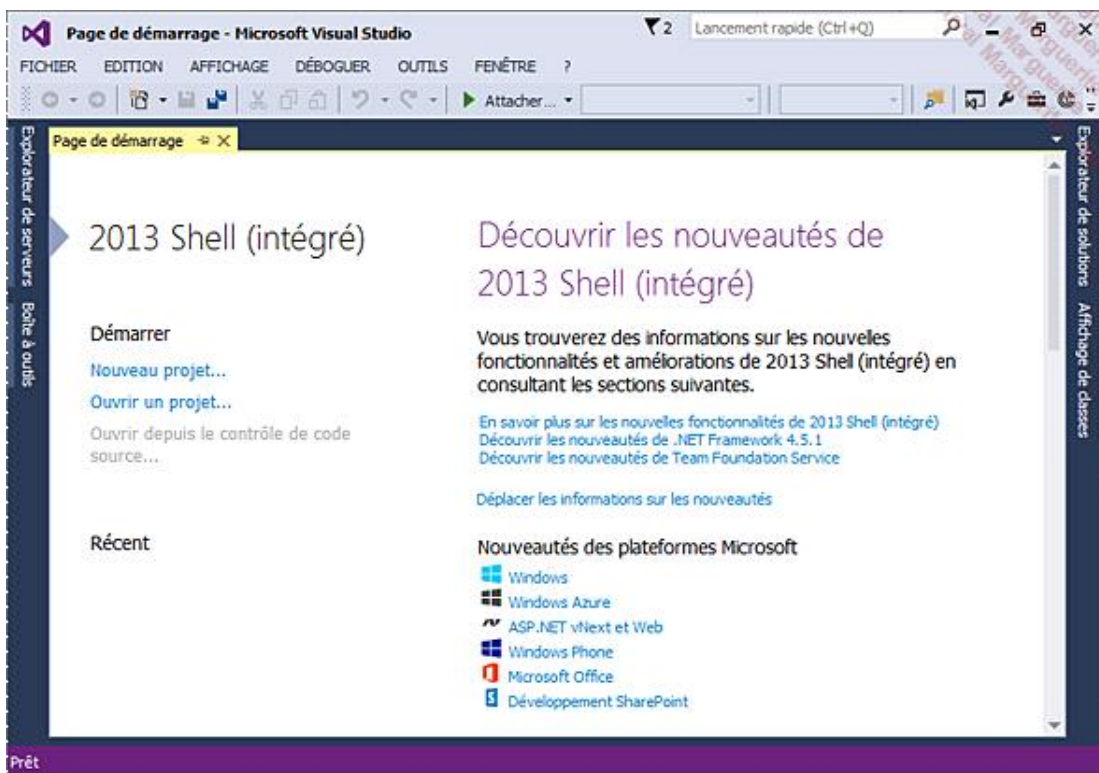 Page de démarrage - Microsoft Visual Studio
2
Lancement rapide (Ctrl+Q)
FICHIER EDITION AFFICHAGE DÉBOGUER OUTILS FENÊTRE ?
Attacher...
Explorateur de serveurs
Boîte à outils
Page de démarrage
2013 Shell (intégré)
Démarrer
Nouveau projet...
Ouvrir un projet...
Ouvrir depuis le contrôle de code
source...
Récent
Découvrir les nouveautés de
2013 Shell (intégré)
Vous trouverez des informations sur les nouvelles
fonctionnalités et améliorations de 2013 Shell (intégré) en
consultant les sections suivantes.
En savoir plus sur les nouvelles fonctionnalités de 2013 Shell (intégré)
Découvrir les nouveautés de .NET Framework 4.5.1
Découvrir les nouveautés de Team Foundation Service
Déplacer les informations sur les nouveautés
Nouveautés des plateformes Microsoft
Windows
Windows Azure
ASP.NET vNext et Web
Windows Phone
Microsoft Office
Développement SharePoint
Explorateur de solutions
Affichage de classes
Prêt